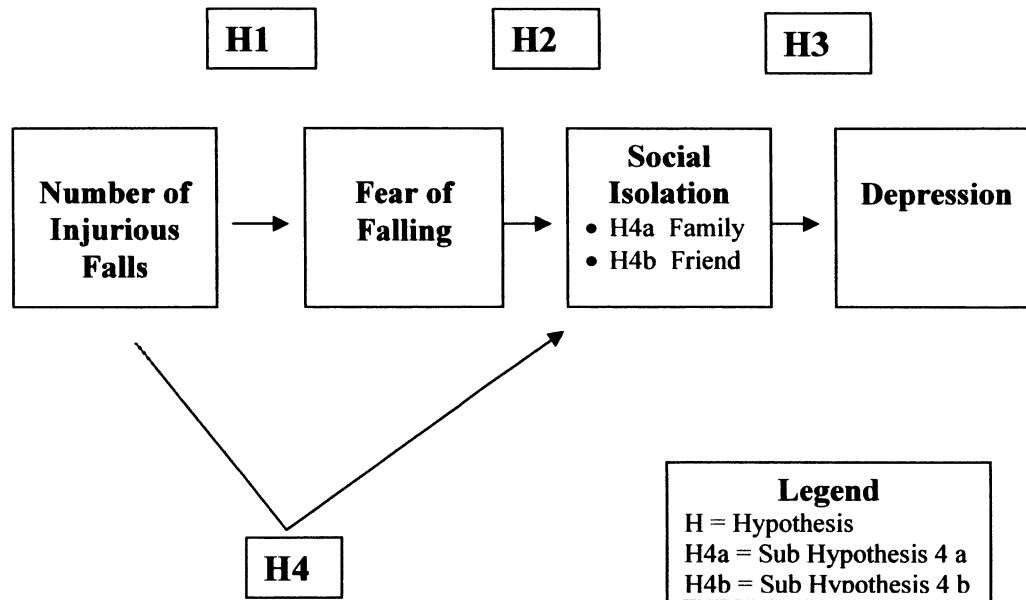 H1
H2
H3
Number of
Injurious
Falls
Fear of
Falling
Social
Isolation
• H4a Family
• H4b Friend
Depression
H4
Legend
H = Hypothesis
H4a = Sub Hypothesis 4 a
H4b = Sub Hypothesis 4 b